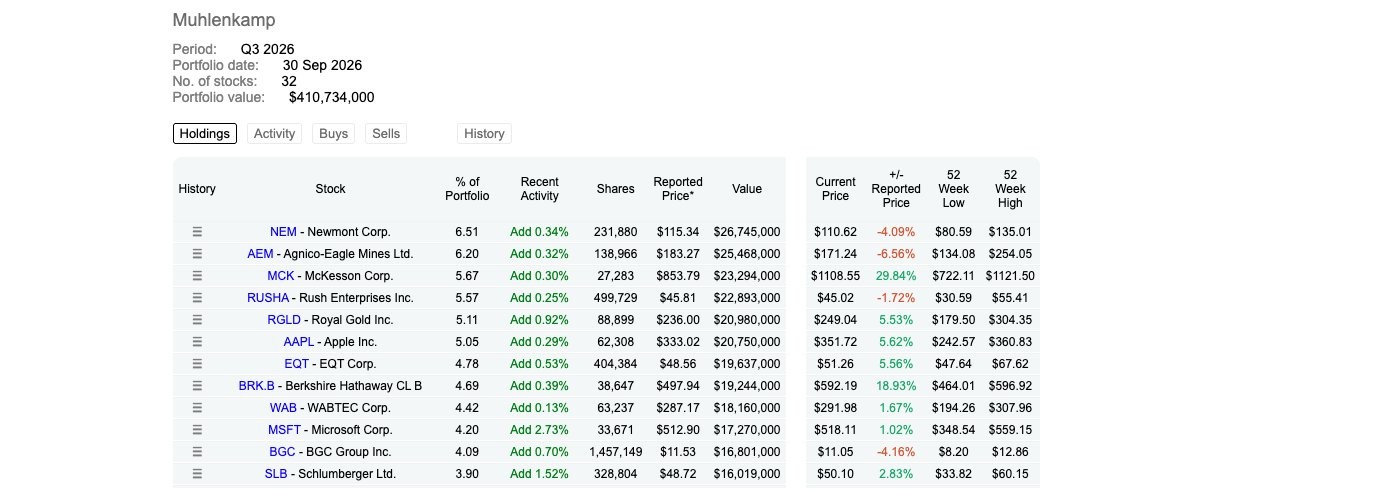 Muhlenkamp
Period: Q3 2026
Portfolio date: 30 Sep 2026
No. of stocks: 32
Portfolio value: $410,734,000
Holdings Activity Buys Sells History
History Stock % of Portfolio Recent Activity Shares Reported Price* Value Current Price +/- Reported Price 52 Week Low 52 Week High
≡ NEM - Newmont Corp. 6.51 Add 0.34% 231,880 $115.34 $26,745,000 $110.62 -4.09% $80.59 $135.01
≡ AEM - Agnico-Eagle Mines Ltd. 6.20 Add 0.32% 138,966 $183.27 $25,468,000 $171.24 -6.56% $134.08 $254.05
≡ MCK - McKesson Corp. 5.67 Add 0.30% 27,283 $853.79 $23,294,000 $1108.55 29.84% $722.11 $1121.50
≡ RUSHA - Rush Enterprises Inc. 5.57 Add 0.25% 499,729 $45.81 $22,893,000 $45.02 -1.72% $30.59 $55.41
≡ RGLD - Royal Gold Inc. 5.11 Add 0.92% 88,899 $236.00 $20,980,000 $249.04 5.53% $179.50 $304.35
≡ AAPL - Apple Inc. 5.05 Add 0.29% 62,308 $333.02 $20,750,000 $351.72 5.62% $242.57 $360.83
≡ EQT - EQT Corp. 4.78 Add 0.53% 404,384 $48.56 $19,637,000 $51.26 5.56% $47.64 $67.62
≡ BRK.B - Berkshire Hathaway CL B 4.69 Add 0.39% 38,647 $497.94 $19,244,000 $592.19 18.93% $464.01 $596.92
≡ WAB - WABTEC Corp. 4.42 Add 0.13% 63,237 $287.17 $18,160,000 $291.98 1.67% $194.26 $307.96
≡ MSFT - Microsoft Corp. 4.20 Add 2.73% 33,671 $512.90 $17,270,000 $518.11 1.02% $348.54 $559.15
≡ BGC - BGC Group Inc. 4.09 Add 0.70% 1,457,149 $11.53 $16,801,000 $11.05 -4.16% $8.20 $12.86
≡ SLB - Schlumberger Ltd. 3.90 Add 1.52% 328,804 $48.72 $16,019,000 $50.10 2.83% $33.82 $60.15